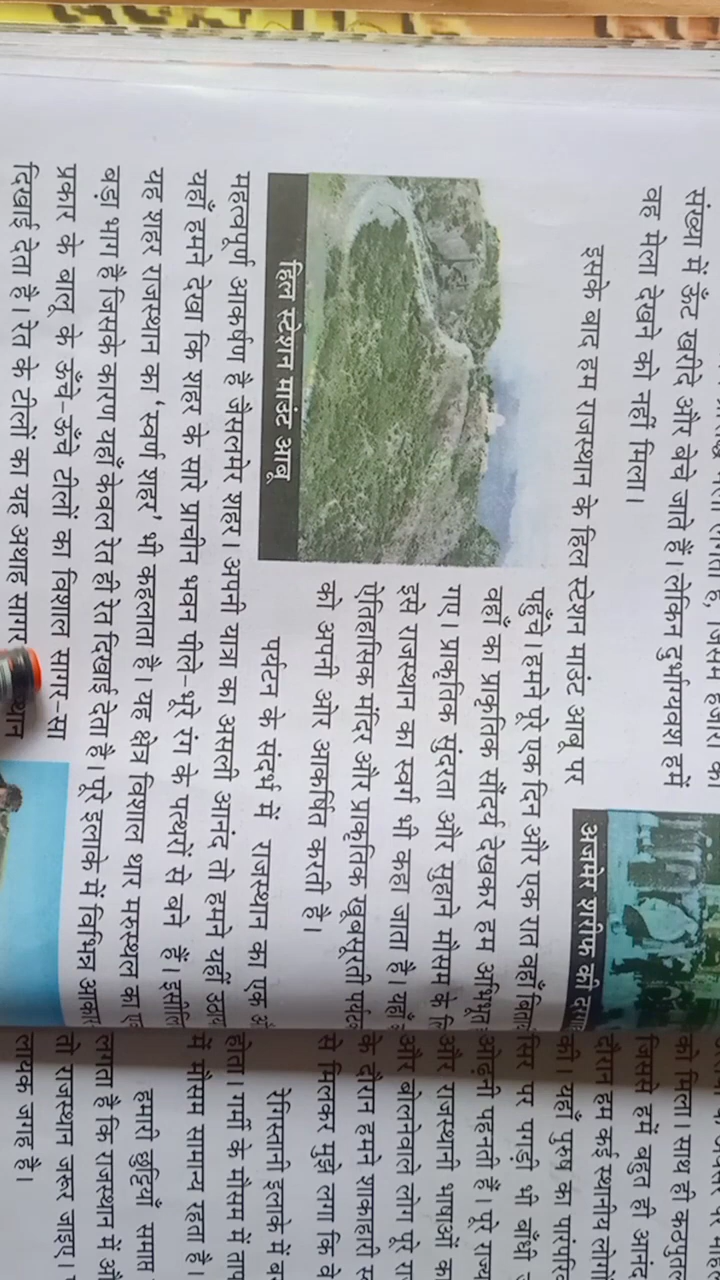 संख्या में ऊँट खरीदे और बेचे जाते हैं। लेकिन दुर्भाग्यवश हमें
वह मेला देखने को नहीं मिला।
इसके बाद हम राजस्थान के हिल स्टेशन माउंट आबू पर
पहुँचे। हमने पूरे एक दिन और एक रात वहाँ
वहाँ का प्राकृतिक सौंदर्य देखकर हम अभिभूत
गए। प्राकृतिक सुंदरता और सुहाने मौसम के
इसे राजस्थान का स्वर्ग भी कहा जाता है। यहाँ
ऐतिहासिक मंदिर और प्राकृतिक खूबसूरती
को अपनी ओर आकर्षित करती है।
हिल स्टेशन माउंट आबू
अजमेर शरीफ की
पर्यटन के संदर्भ में राजस्थान का एक
महत्वपूर्ण आकर्षण है जैसलमेर शहर। अपनी यात्रा का असली आनंद तो हमने यहीं
यहाँ हमने देखा कि शहर के सारे प्राचीन भवन पीले-भूरे रंग के पत्थरों से बने हैं।
यह शहर राजस्थान का ‘स्वर्ण शहर’ भी कहलाता है। यह क्षेत्र विशाल थार मरुस्थल का
बड़ा भाग है जिसके कारण यहाँ केवल रेत ही रेत दिखाई देता है। पूरे इलाके में विभिन्न
प्रकार के बालू के ऊँचे-ऊँचे टीलों का विशाल सागर-सा
दिखाई देता है। रेत के टीलों का यह अथाह सागर
को मिला। साथ ही
जिससे हमें बहुत ही
दौरान हम कई स्थानीय
की। यहाँ पुरुष का
सिर पर पगड़ी भी बाँधी
ओढ़नी पहनती हैं। पूरे
और राजस्थानी भाषाओं
और बोलनेवाले लोग पूरे
के दौरान हमने शाकाहारी
से मिलकर मुझे लगा कि
रेगिस्तानी इलाके में
होता। गर्मी के मौसम में
में मौसम सामान्य रहता है।
हमारी छुट्टियाँ समाप्त
लगता है कि राजस्थान में
तो राजस्थान जरूर जाइए।
लायक जगह है।